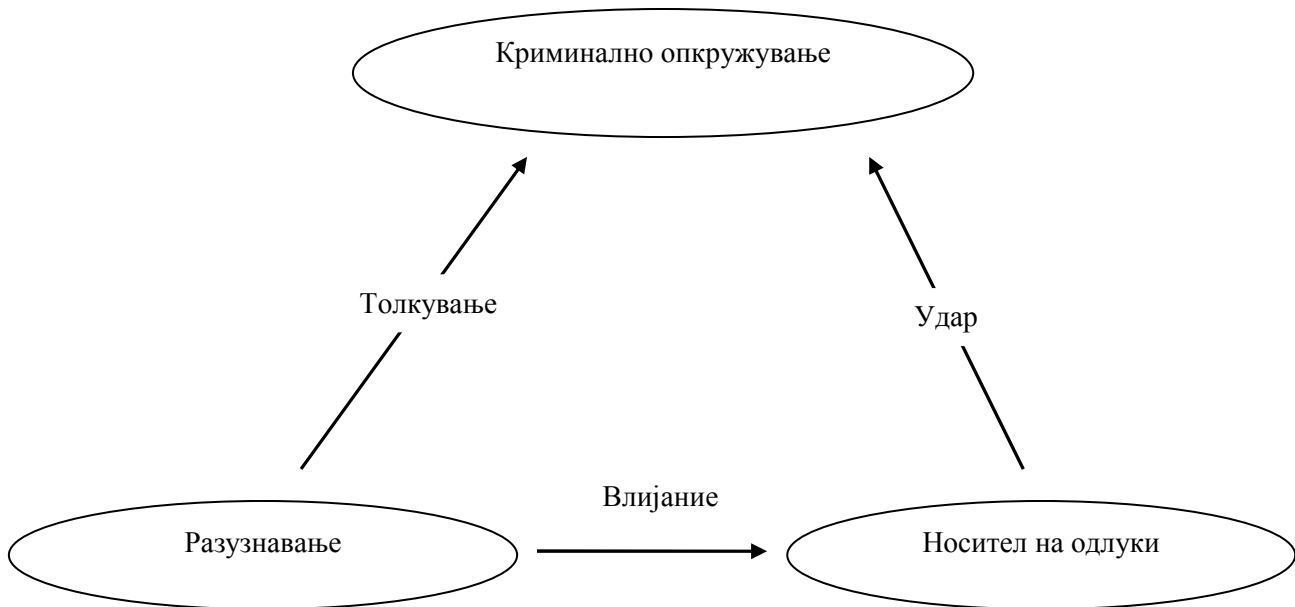 Криминално опкружување
Толкување
Удар
Влијание
Разузнавање
Носител на одлуки